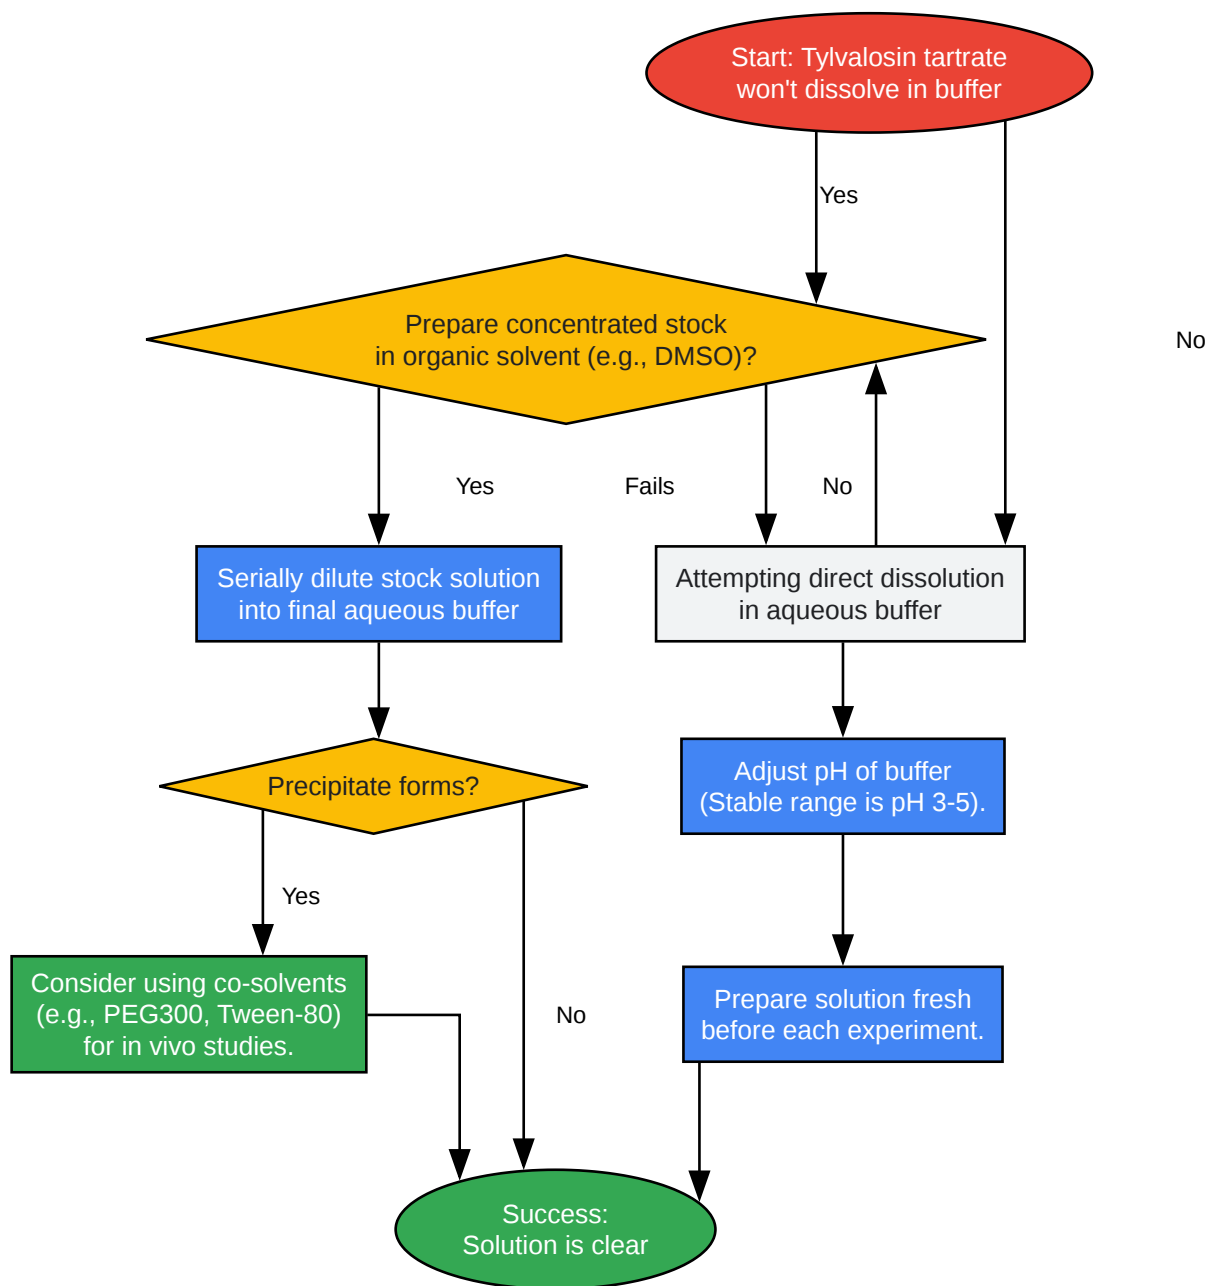 Start: Tylvalosin tartrate
won't dissolve in buffer
Yes
Prepare concentrated stock
in organic solvent (e.g., DMSO)?
No
Yes
Fails
No
Serially dilute stock solution
into final aqueous buffer
Attempting direct dissolution
in aqueous buffer
Precipitate forms?
Adjust pH of buffer
(Stable range is pH 3-5).
Yes
Consider using co-solvents
(e.g., PEG300, Tween-80)
for in vivo studies.
No
Prepare solution fresh
before each experiment.
Success:
Solution is clear